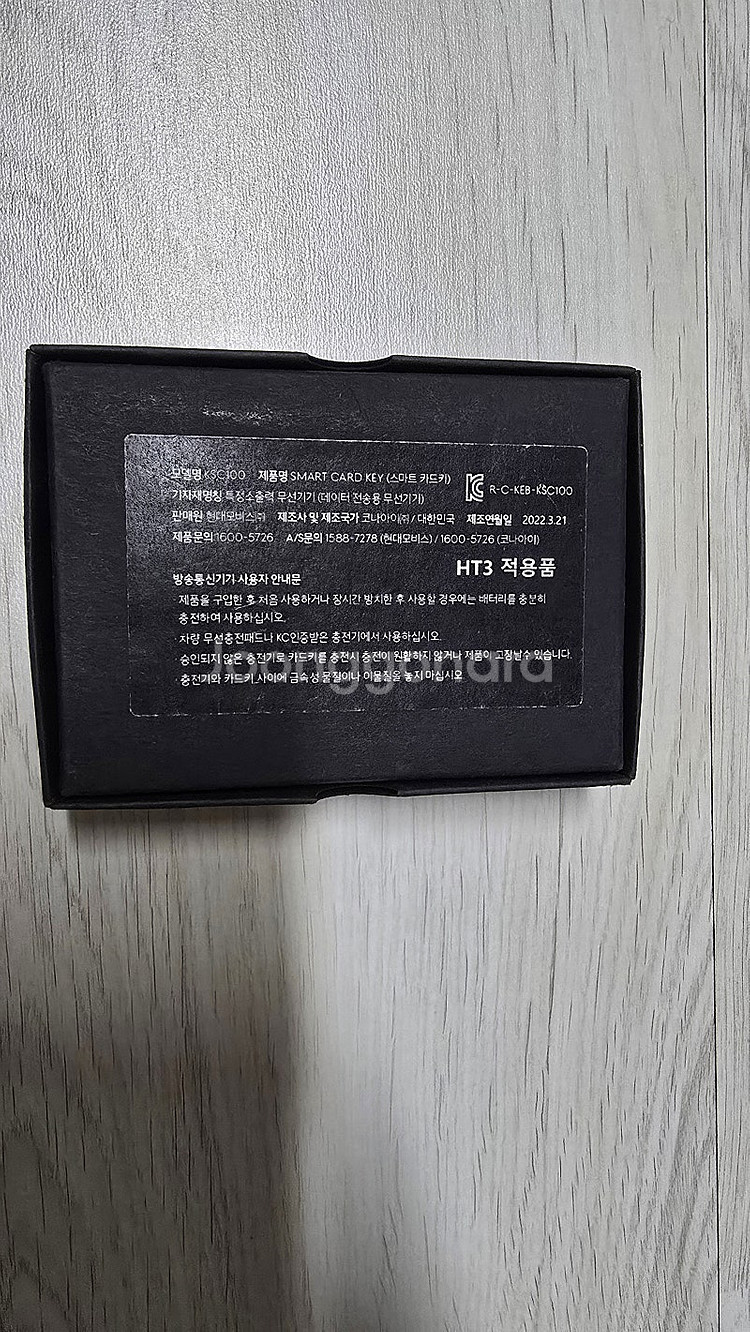 모델명 KSC100 제품명 SMART CARD KEY (스마트 카드키)
R-C-KEB-KSC100
기자재명칭 특정소출력 무선기기 (데이터 전송용 무선기기)
판매원 현대모비스㈜ 제조사 및 제조국가 코나아이㈜ / 대한민국 제조연월일 2022.3.21
제품문의 1600-5726 A/S문의 1588-7278 (현대모비스) / 1600-5726 (코나아이)
HT3 적용품
방송통신기기 사용자 안내문
· 제품을 구입한 후 처음 사용하거나 장시간 방치한 후 사용할 경우에는 배터리를 충분히
충전하여 사용하십시오.
· 차량 무선충전패드나 KC인증받은 충전기에서 사용하십시오.
· 승인되지 않은 충전기로 카드키를 충전시 충전이 원활하지 않거나 제품이 고장날수 있습니다.
· 충전기와 카드키 사이에 금속성 물질이나 이물질을 놓지 마십시오
Joonggonara